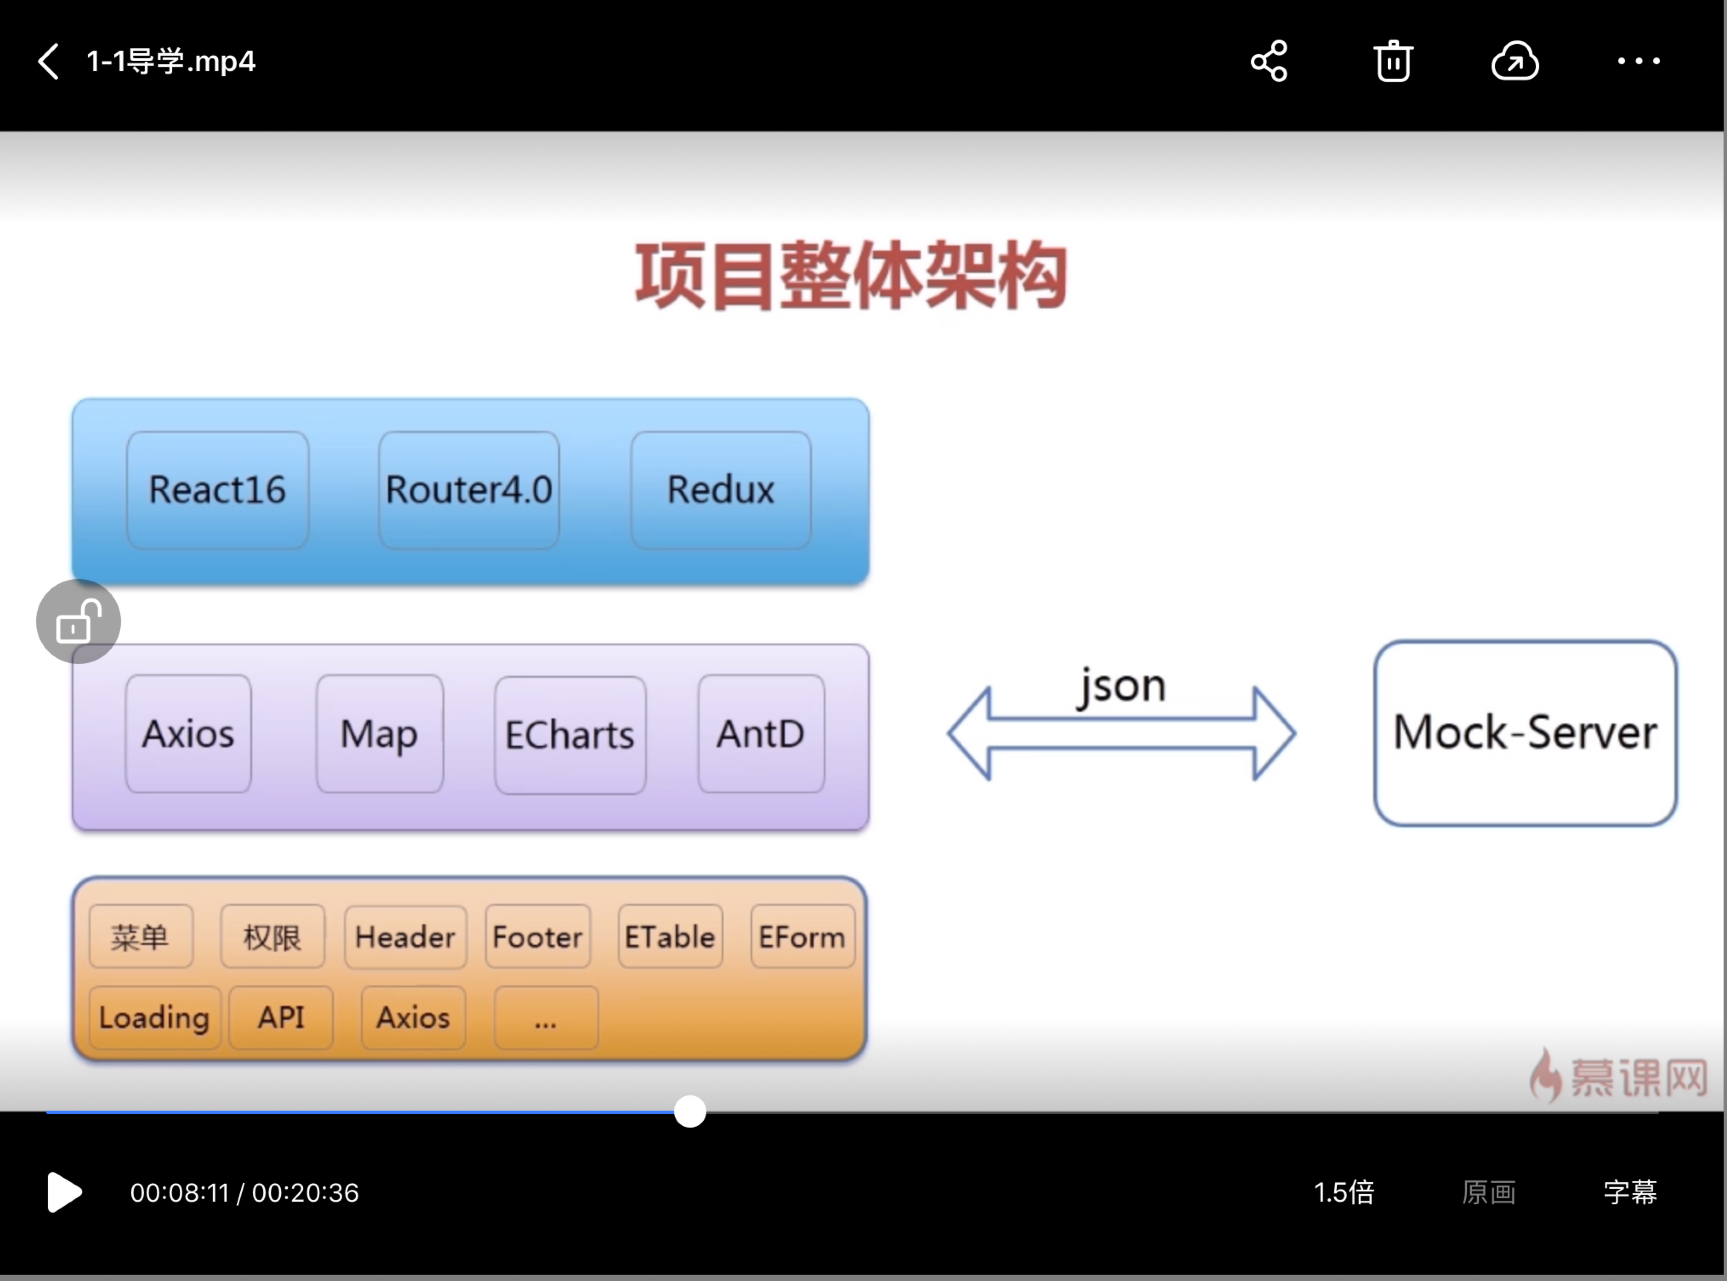 1-1导学.mp4
项目整体架构
React16
Router4.0
Redux
Axios
Map
ECharts
AntD
json
Mock-Server
菜单
权限
Header
Footer
ETable
EForm
Loading
API
Axios
...
慕课网
00:08:11 / 00:20:36
1.5倍
原画
字幕